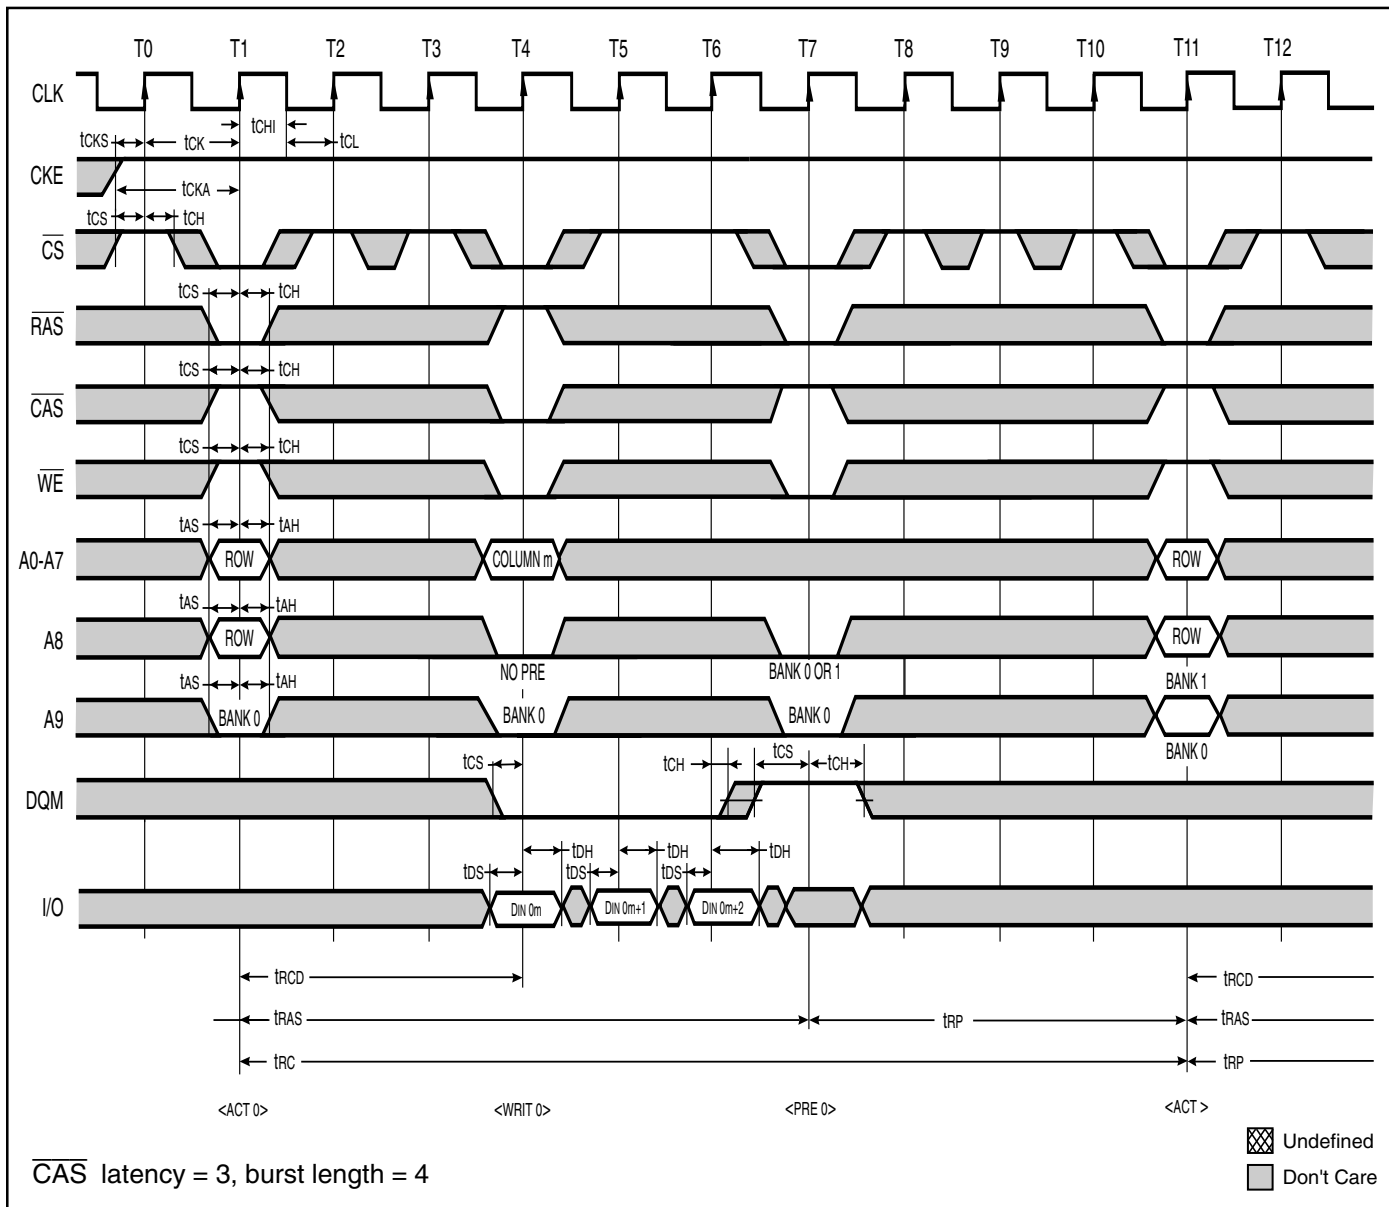 T0 T1 T2 T3 T4 T5 T6 T7 T8 T9 T10 T11 T12
CLK
tCHI
tCKS tCK tCL
CKE
tCKA
tCS tCH
CS
tCS tCH
RAS
tCS tCH
CAS
tCS tCH
WE
tAS tAH
A0-A7 ROW COLUMN m ROW
tAS tAH
A8 ROW ROW
NO PRE BANK 0 OR 1
tAS tAH BANK 1
A9 BANK 0 BANK 0 BANK 0
BANK 0
tCS tCH tCS tCH
DQM
tDH tDH tDH
tDS tDS tDS
I/O DIN 0m DIN 0m+1 DIN 0m+2
tRCD tRCD
tRAS tRP tRAS
tRC tRP
<ACT 0> <WRIT 0> <PRE 0> <ACT >
Undefined
CAS latency = 3, burst length = 4
Don't Care